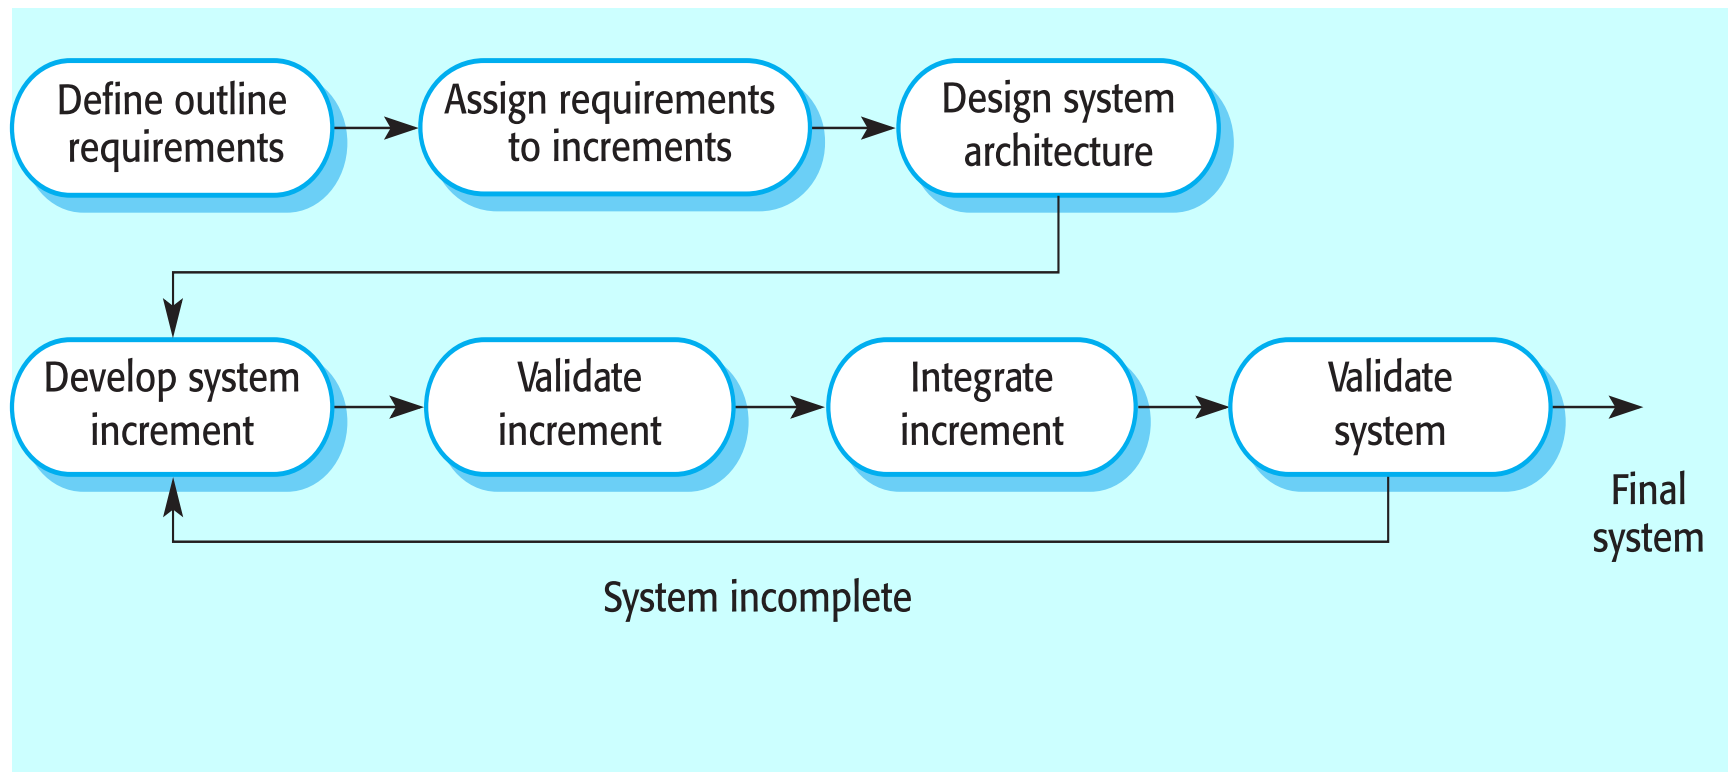 Define outline
requirements
Assign requirements
to increments
Design system
architecture
Develop system
increment
Validate
increment
Integrate
increment
Validate
system
Final
system
System incomplete